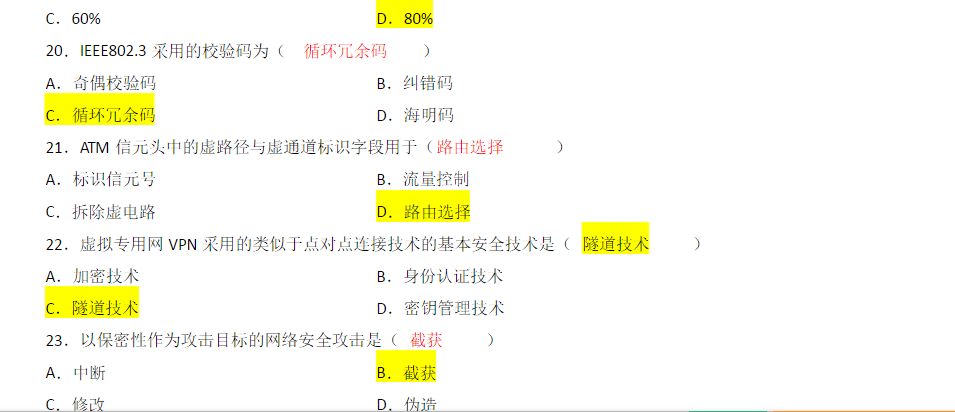 C. 60% D. 80%
20. IEEE802.3 采用的校验码为（ 循环冗余码 ）
A. 奇偶校验码 B. 纠错码
C. 循环冗余码 D. 海明码
21. ATM 信元头中的虚路径与虚通道标识字段用于（路由选择 ）
A. 标识信元号 B. 流量控制
C. 拆除虚电路 D. 路由选择
22. 虚拟专用网 VPN 采用的类似于点对点连接技术的基本安全技术是（ 隧道技术 ）
A. 加密技术 B. 身份认证技术
C. 隧道技术 D. 密钥管理技术
23. 以保密性作为攻击目标的网络安全攻击是（ 截获 ）
A. 中断 B. 截获
C. 修改 D. 伪造